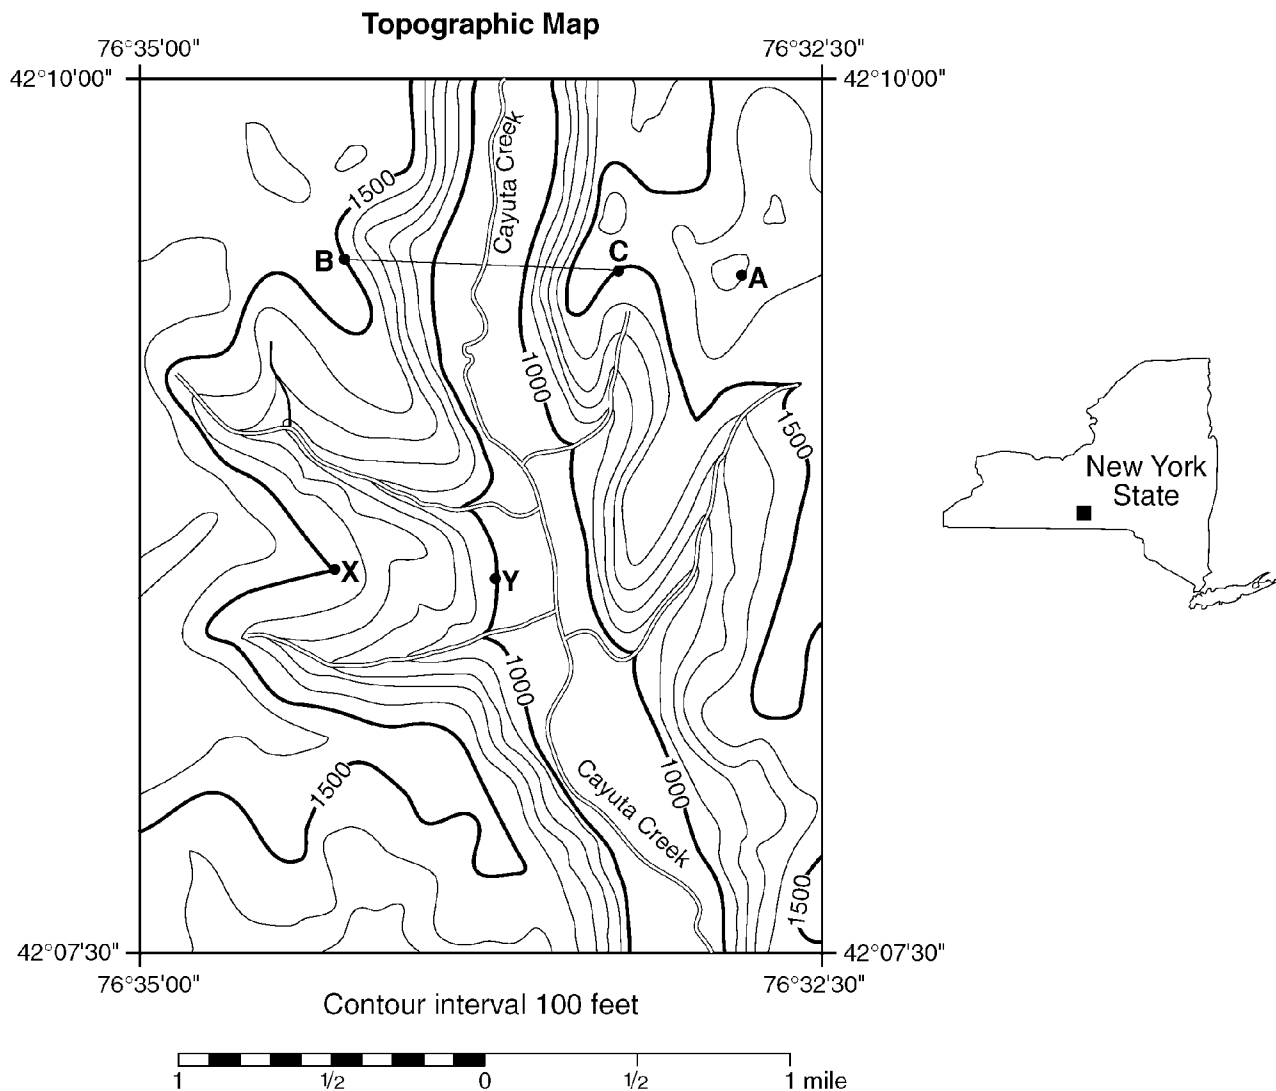 Topographic Map
76°35'00" 76°32'30"
42°10'00" 42°10'00"
Cayuta Creek
1500
B
C
A
1000
1500
New York
State
X
Y
1000
1500
1000
Cayuta Creek
1500
42°07'30" 42°07'30"
76°35'00" 76°32'30"
Contour interval 100 feet
1 1/2 0 1/2 1 mile